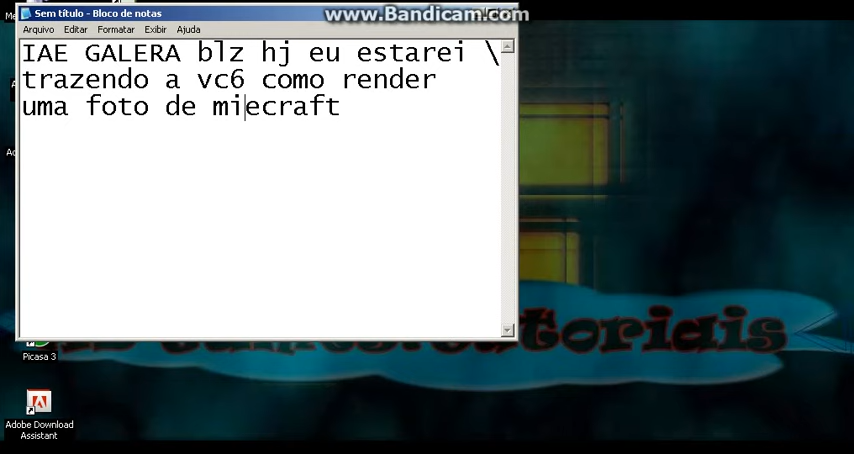 www.Bandicam.com
Sem título - Bloco de notas
Arquivo Editar Formatar Exibir Ajuda
IAE GALERA blz hj eu estarei \
trazendo a vc6 como render
uma foto de miecraft
Picasa 3
Adobe Download
Assistant